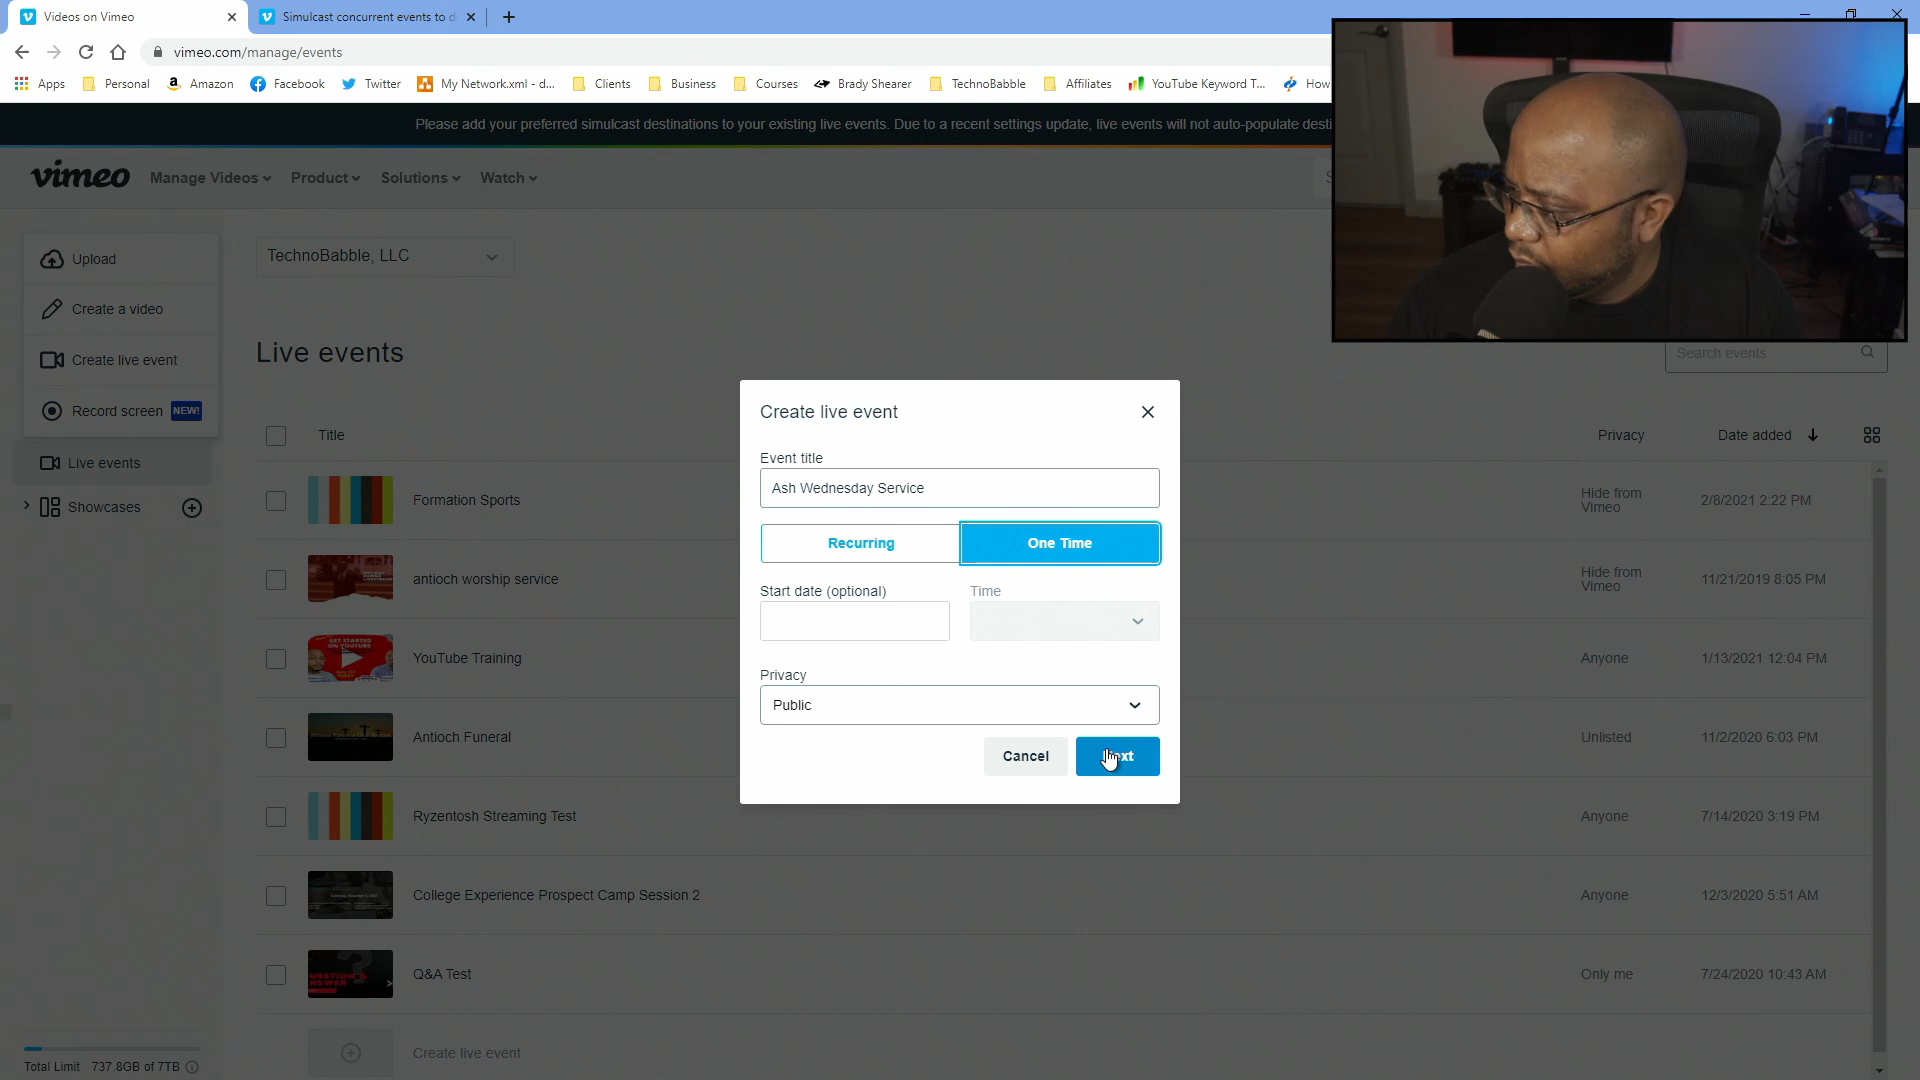 Videos on Vimeo
Simulcast concurrent events to d
vimeo.com/manage/events
Apps
Personal
Amazon
Facebook
Twitter
My Network.xml - d...
Clients
Business
Courses
Brady Shearer
TechnoBabble
Affiliates
YouTube Keyword T...
How
Please add your preferred simulcast destinations to your existing live events. Due to a recent settings update, live events will not auto-populate desti
vimeo
Manage Videos
Product
Solutions
Watch
S
Upload
Create a video
Create live event
Record screen NEW!
Live events
Showcases
TechnoBabble, LLC
Live events
Search events
Title
Privacy
Date added
Formation Sports
Hide from
Vimeo
2/8/2021 2:22 PM
antioch worship service
Hide from
Vimeo
11/21/2019 8:05 PM
GET STARTED
ON YOUTUBE
YouTube Training
Anyone
1/13/2021 12:04 PM
Antioch Funeral
Unlisted
11/2/2020 6:03 PM
Ryzentosh Streaming Test
Anyone
7/14/2020 3:19 PM
College Experience Prospect Camp Session 2
Anyone
12/3/2020 5:51 AM
Q&A Test
Only me
7/24/2020 10:43 AM
Create live event
Total Limit 737.8GB of 7TB
Create live event
Event title
Ash Wednesday Service
Recurring
One Time
Start date (optional)
Time
Privacy
Public
Cancel